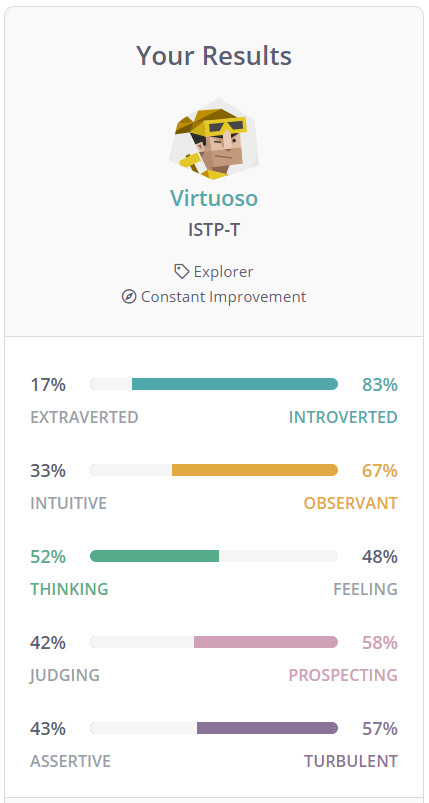 Your Results
Virtuoso
ISTP-T
Explorer
Constant Improvement
17% 83%
EXTRAVERTED INTROVERTED
33% 67%
INTUITIVE OBSERVANT
52% 48%
THINKING FEELING
42% 58%
JUDGING PROSPECTING
43% 57%
ASSERTIVE TURBULENT